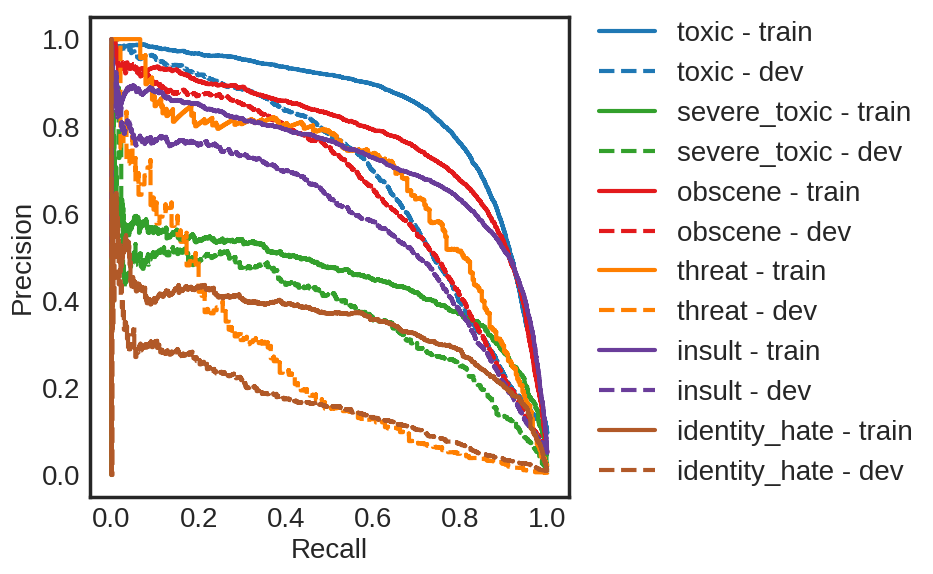 1.0
0.8
0.6
0.4
0.2
0.0
Precision
0.0 0.2 0.4 0.6 0.8 1.0
Recall
toxic - train
toxic - dev
severe_toxic - train
severe_toxic - dev
obscene - train
obscene - dev
threat - train
threat - dev
insult - train
insult - dev
identity_hate - train
identity_hate - dev